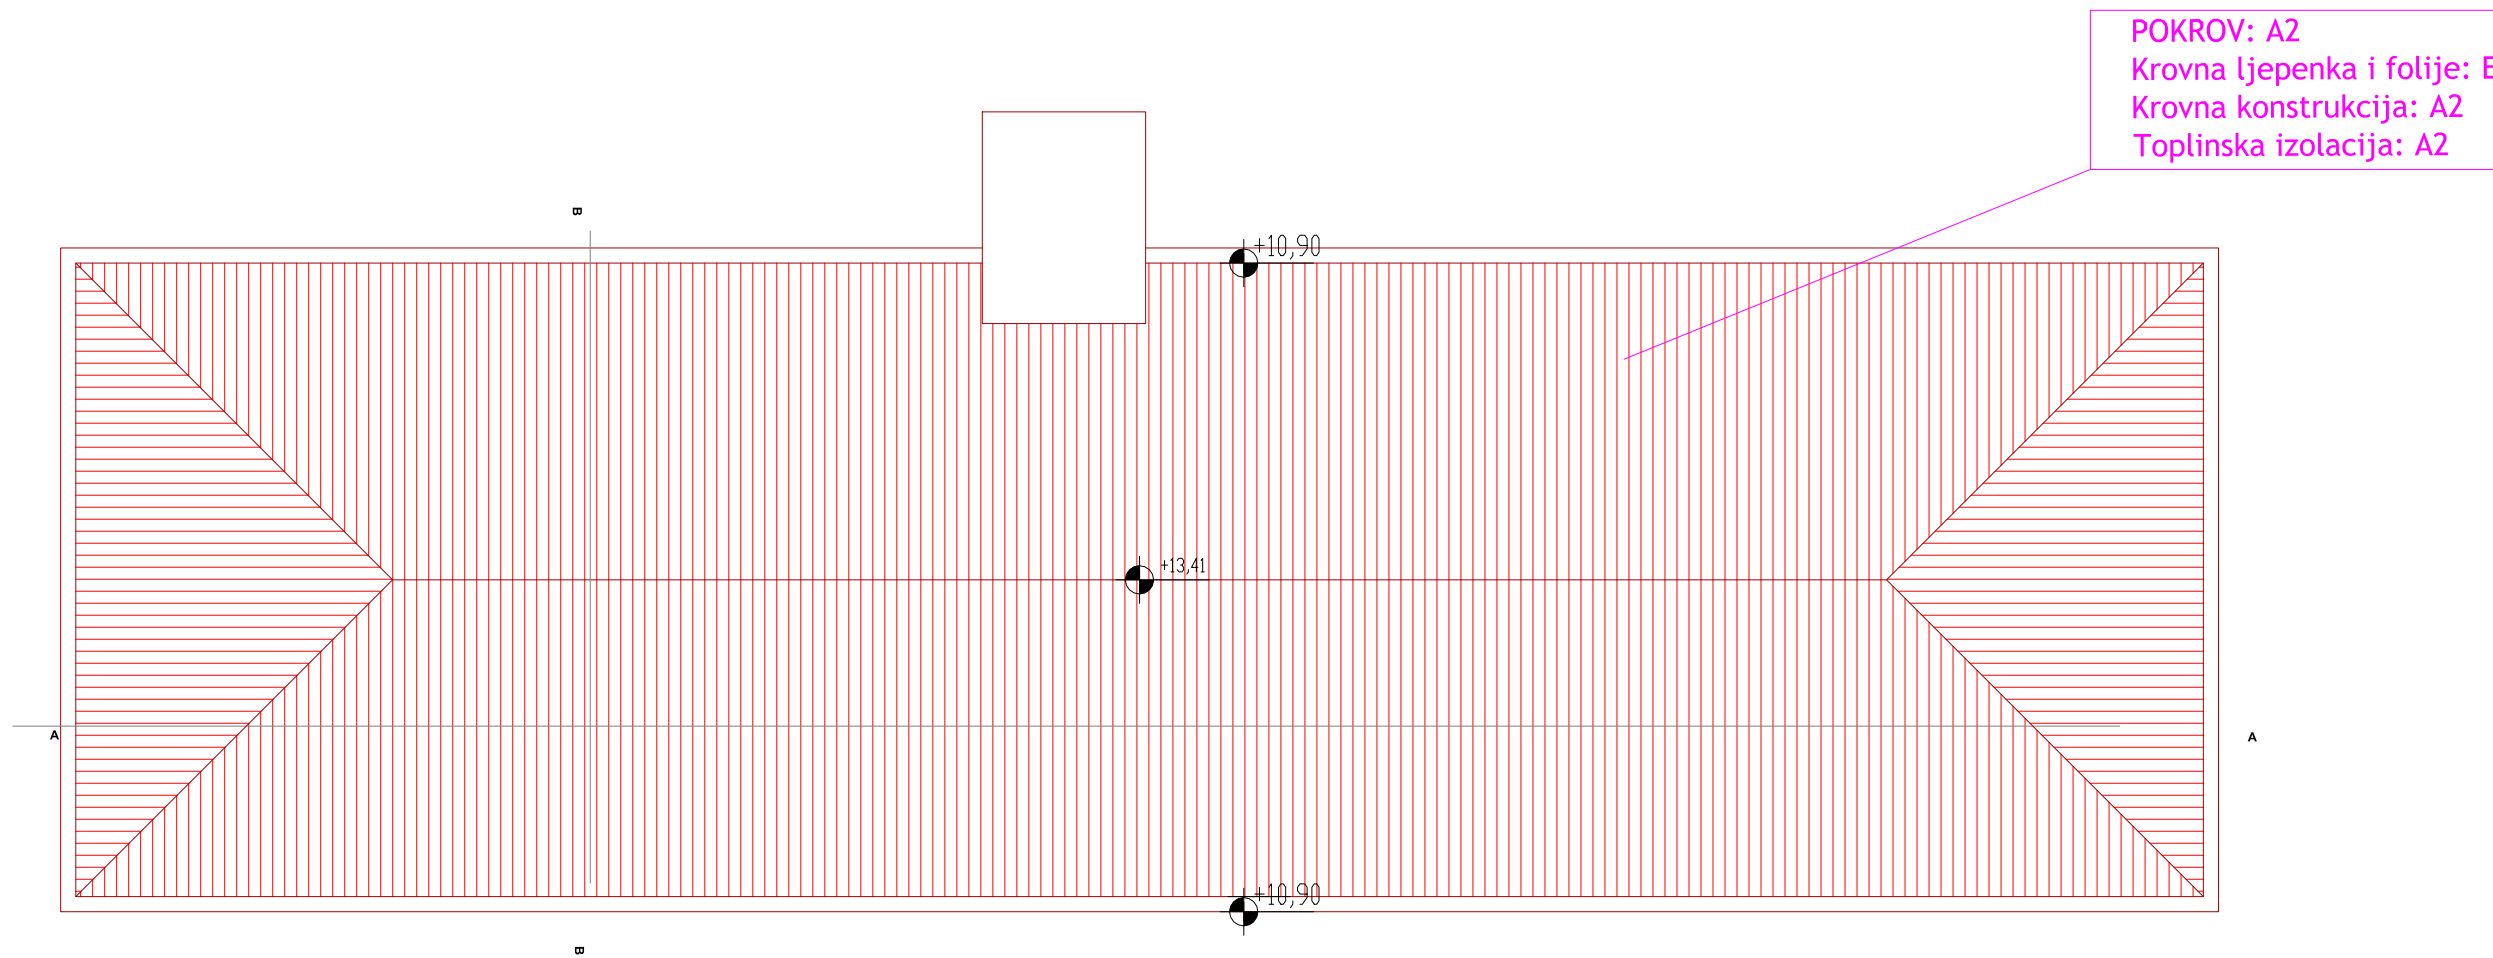 POKROV: A2
Krovna ljepenka i folije: E
Krovna konstrukcija: A2
Toplinska izolacija: A2
B
+10,90
+13,41
A
A
+10,90
B